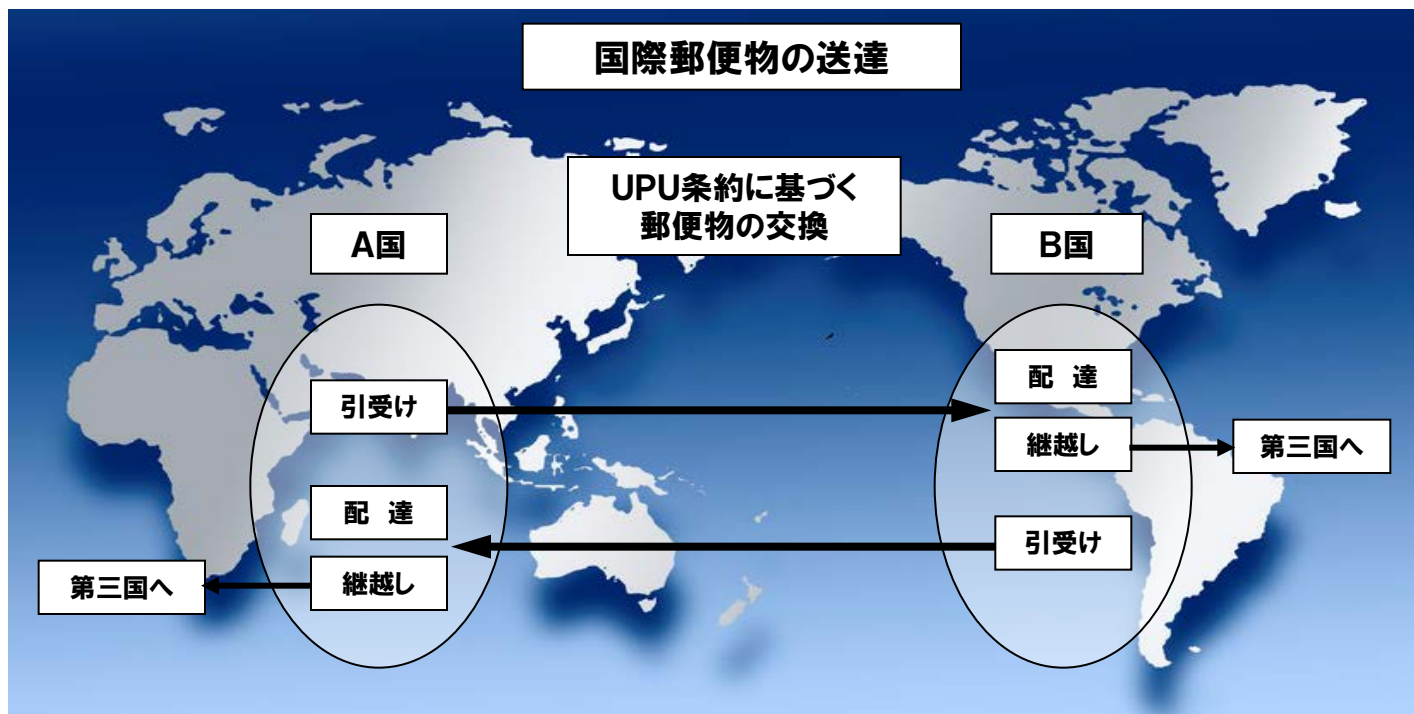 国際郵便物の送達
UPU条約に基づく
郵便物の交換
A国
B国
引受け
配 達
継越し
第三国へ
配 達
継越し
第三国へ
引受け